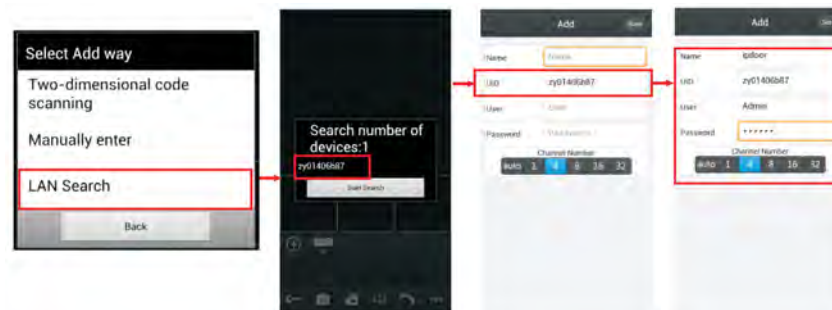 Select Add way
Two-dimensional code
scanning
Manually enter
LAN Search
Back
Search number of
devices:1
zy01406b87
Start Search
Add
Name
UID
zy01406b87
User
Password
Channel Number
auto 1 4 8 16 32
Add
Name
ipdoor
UID
zy01406b87
User
Admin
Password
••••••
Channel Number
auto 1 4 8 16 32